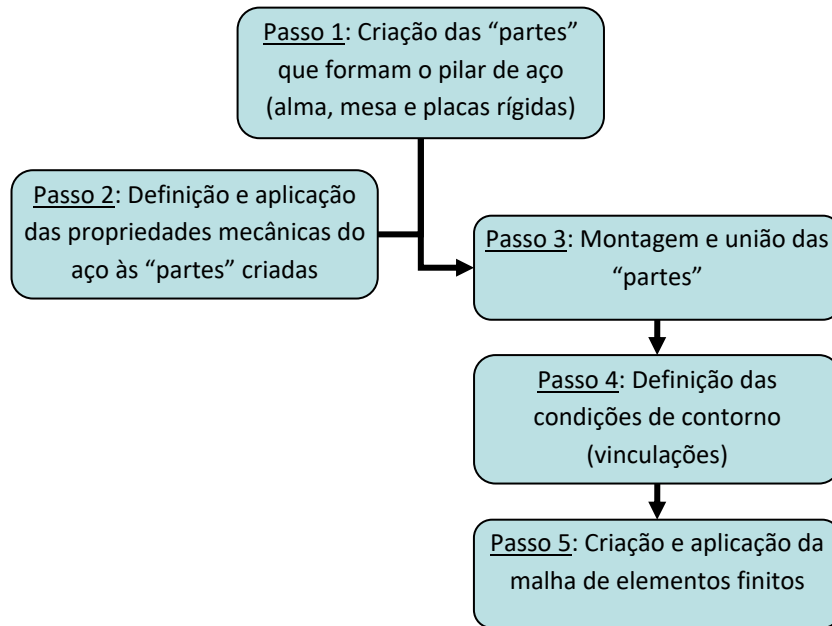 Passo 1: Criação das “partes”
que formam o pilar de aço
(alma, mesa e placas rígidas)
Passo 2: Definição e aplicação
das propriedades mecânicas do
aço às “partes” criadas
Passo 3: Montagem e união das
“partes”
Passo 4: Definição das
condições de contorno
(vinculações)
Passo 5: Criação e aplicação da
malha de elementos finitos